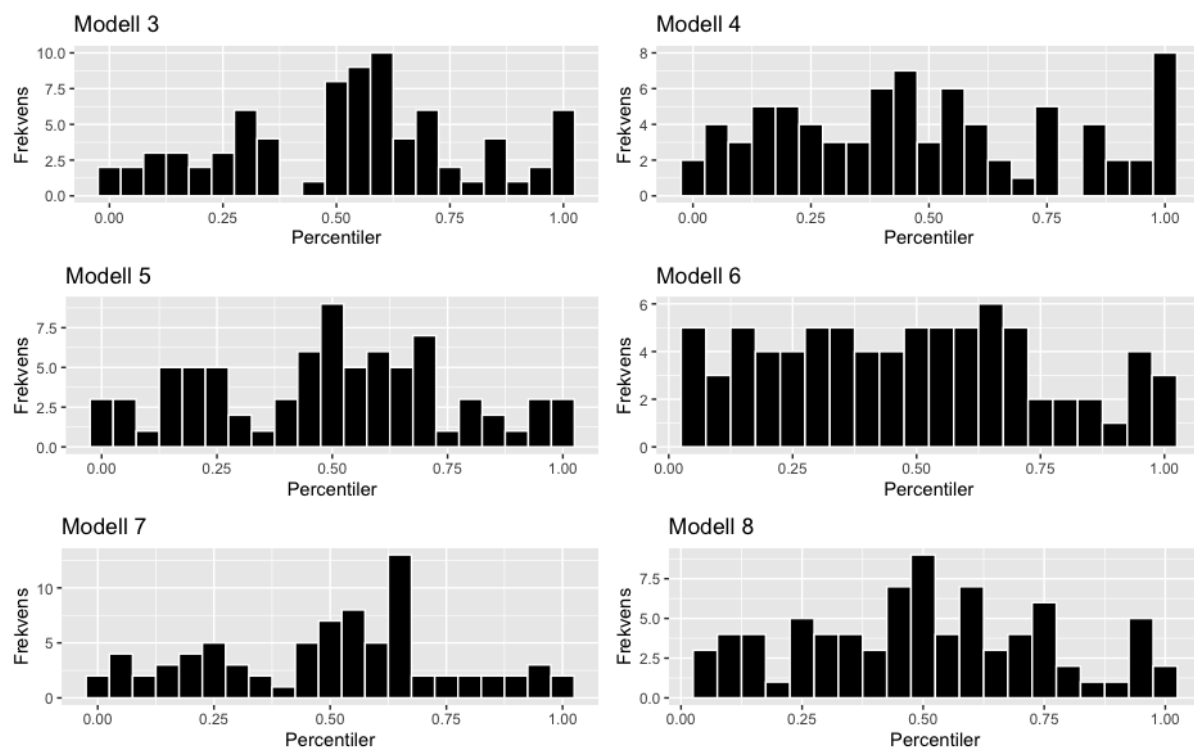 Modell 3
10.0
7.5
5.0
2.5
0.0
Frekvens
0.00 0.25 0.50 0.75 1.00
Percentiler
Modell 4
8
6
4
2
0
Frekvens
0.00 0.25 0.50 0.75 1.00
Percentiler
Modell 5
7.5
5.0
2.5
0.0
Frekvens
0.00 0.25 0.50 0.75 1.00
Percentiler
Modell 6
6
4
2
0
Frekvens
0.00 0.25 0.50 0.75 1.00
Percentiler
Modell 7
10
5
0
Frekvens
0.00 0.25 0.50 0.75 1.00
Percentiler
Modell 8
7.5
5.0
2.5
0.0
Frekvens
0.00 0.25 0.50 0.75 1.00
Percentiler